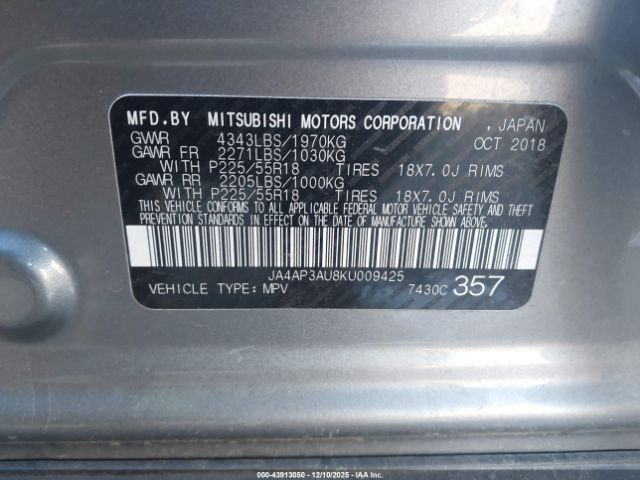 MFD.BY MITSUBISHI MOTORS CORPORATION , JAPAN
GVWR 4343LBS/1970KG OCT 2018
GAWR FR 2271LBS/1030KG
WITH P225/55R18 TIRES 18X7.0J RIMS
GAWR RR 2205LBS/1000KG
WITH P225/55R18 TIRES 18X7.0J RIMS
THIS VEHICLE CONFORMS TO ALL APPLICABLE FEDERAL MOTOR VEHICLE SAFETY AND THEFT
PREVENTION STANDARDS IN EFFECT ON THE DATE OF MANUFACTURE SHOWN ABOVE.
JA4AP3AU8KU009425
VEHICLE TYPE: MPV 7430C 357
000-43913050 - 12/10/2025 - IAAI.COM